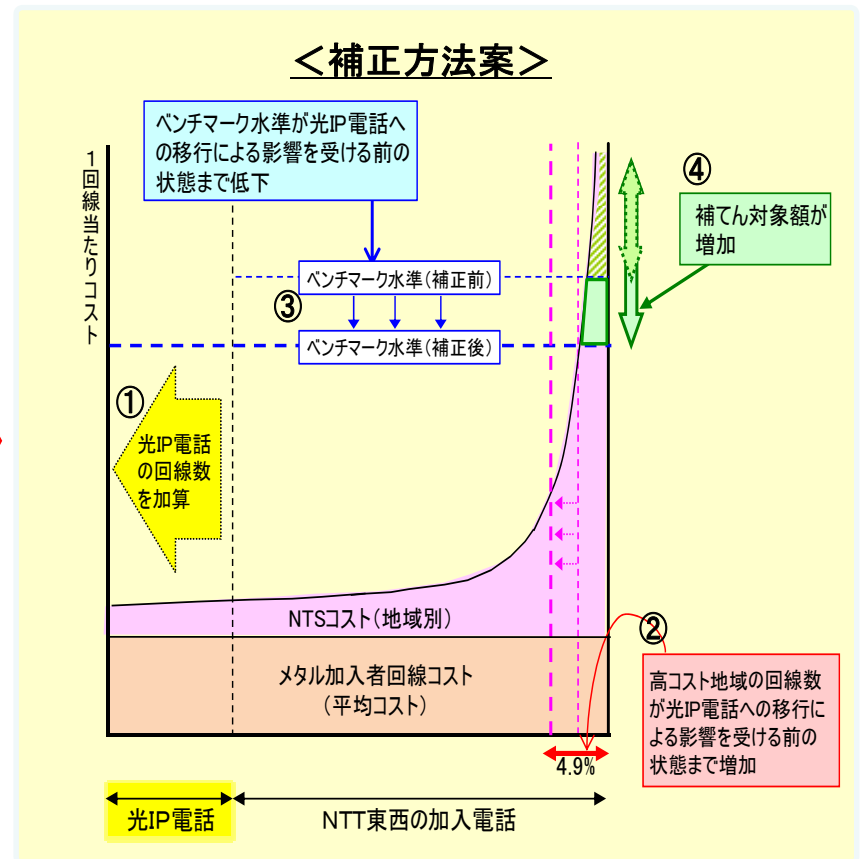 ＜補正方法案＞
ベンチマーク水準が光IP電話へ
の移行による影響を受ける前の
状態まで低下
1回線当たりコスト
④
補てん対象額が
増加
ベンチマーク水準（補正前）
③
ベンチマーク水準（補正後）
①
光IP電話
の回線数
を加算
NTSコスト（地域別）
②
メタル加入者回線コスト
（平均コスト）
高コスト地域の回線数
が光IP電話への移行に
よる影響を受ける前の
状態まで増加
4.9%
光IP電話
NTT東西の加入電話